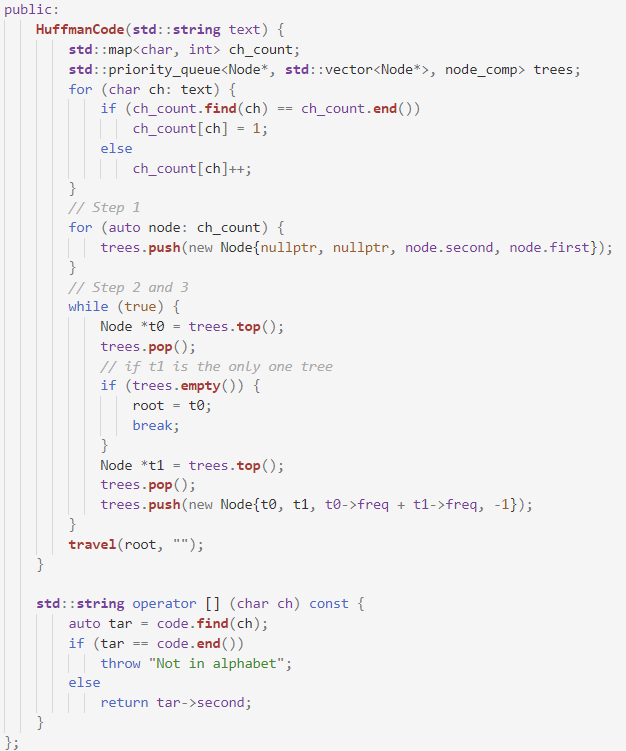 public:
    HuffmanCode(std::string text) {
        std::map<char, int> ch_count;
        std::priority_queue<Node*, std::vector<Node*>, node_comp> trees;
        for (char ch: text) {
            if (ch_count.find(ch) == ch_count.end())
                ch_count[ch] = 1;
            else
                ch_count[ch]++;
        }
        // Step 1
        for (auto node: ch_count) {
            trees.push(new Node{nullptr, nullptr, node.second, node.first});
        }
        // Step 2 and 3
        while (true) {
            Node *t0 = trees.top();
            trees.pop();
            // if t1 is the only one tree
            if (trees.empty()) {
                root = t0;
                break;
            }
            Node *t1 = trees.top();
            trees.pop();
            trees.push(new Node{t0, t1, t0->freq + t1->freq, -1});
        }
        travel(root, "");
    }

    std::string operator [] (char ch) const {
        auto tar = code.find(ch);
        if (tar == code.end())
            throw "Not in alphabet";
        else
            return tar->second;
    }
};